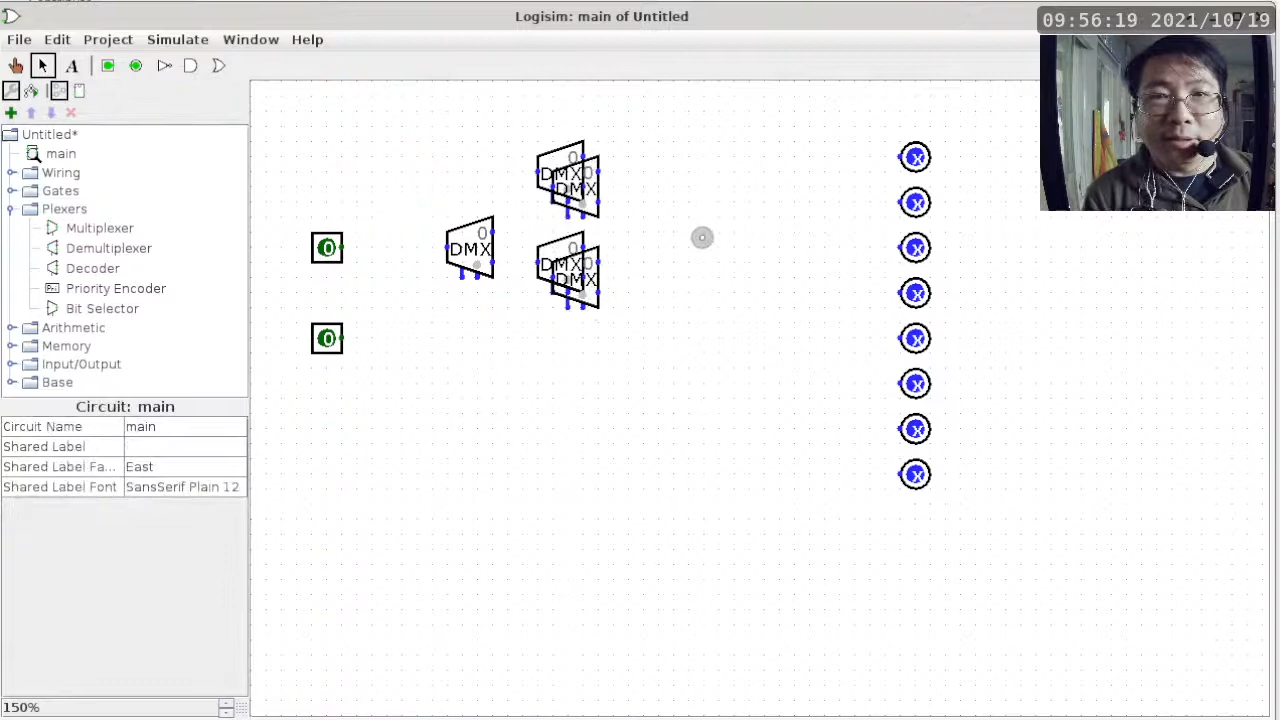 Logisim: main of Untitled
09:56:19 2021/10/19
File Edit Project Simulate Window Help
A
Untitled*
main
Wiring
Gates
Plexers
Multiplexer
Demultiplexer
Decoder
Priority Encoder
Bit Selector
Arithmetic
Memory
Input/Output
Base
Circuit: main
Circuit Name main
Shared Label
Shared Label Fa... East
Shared Label Font SansSerif Plain 12
150%
0
0
0
DMX
0
DMX
0
DMX
0
DMX
0
DMX
x
x
x
x
x
x
x
x